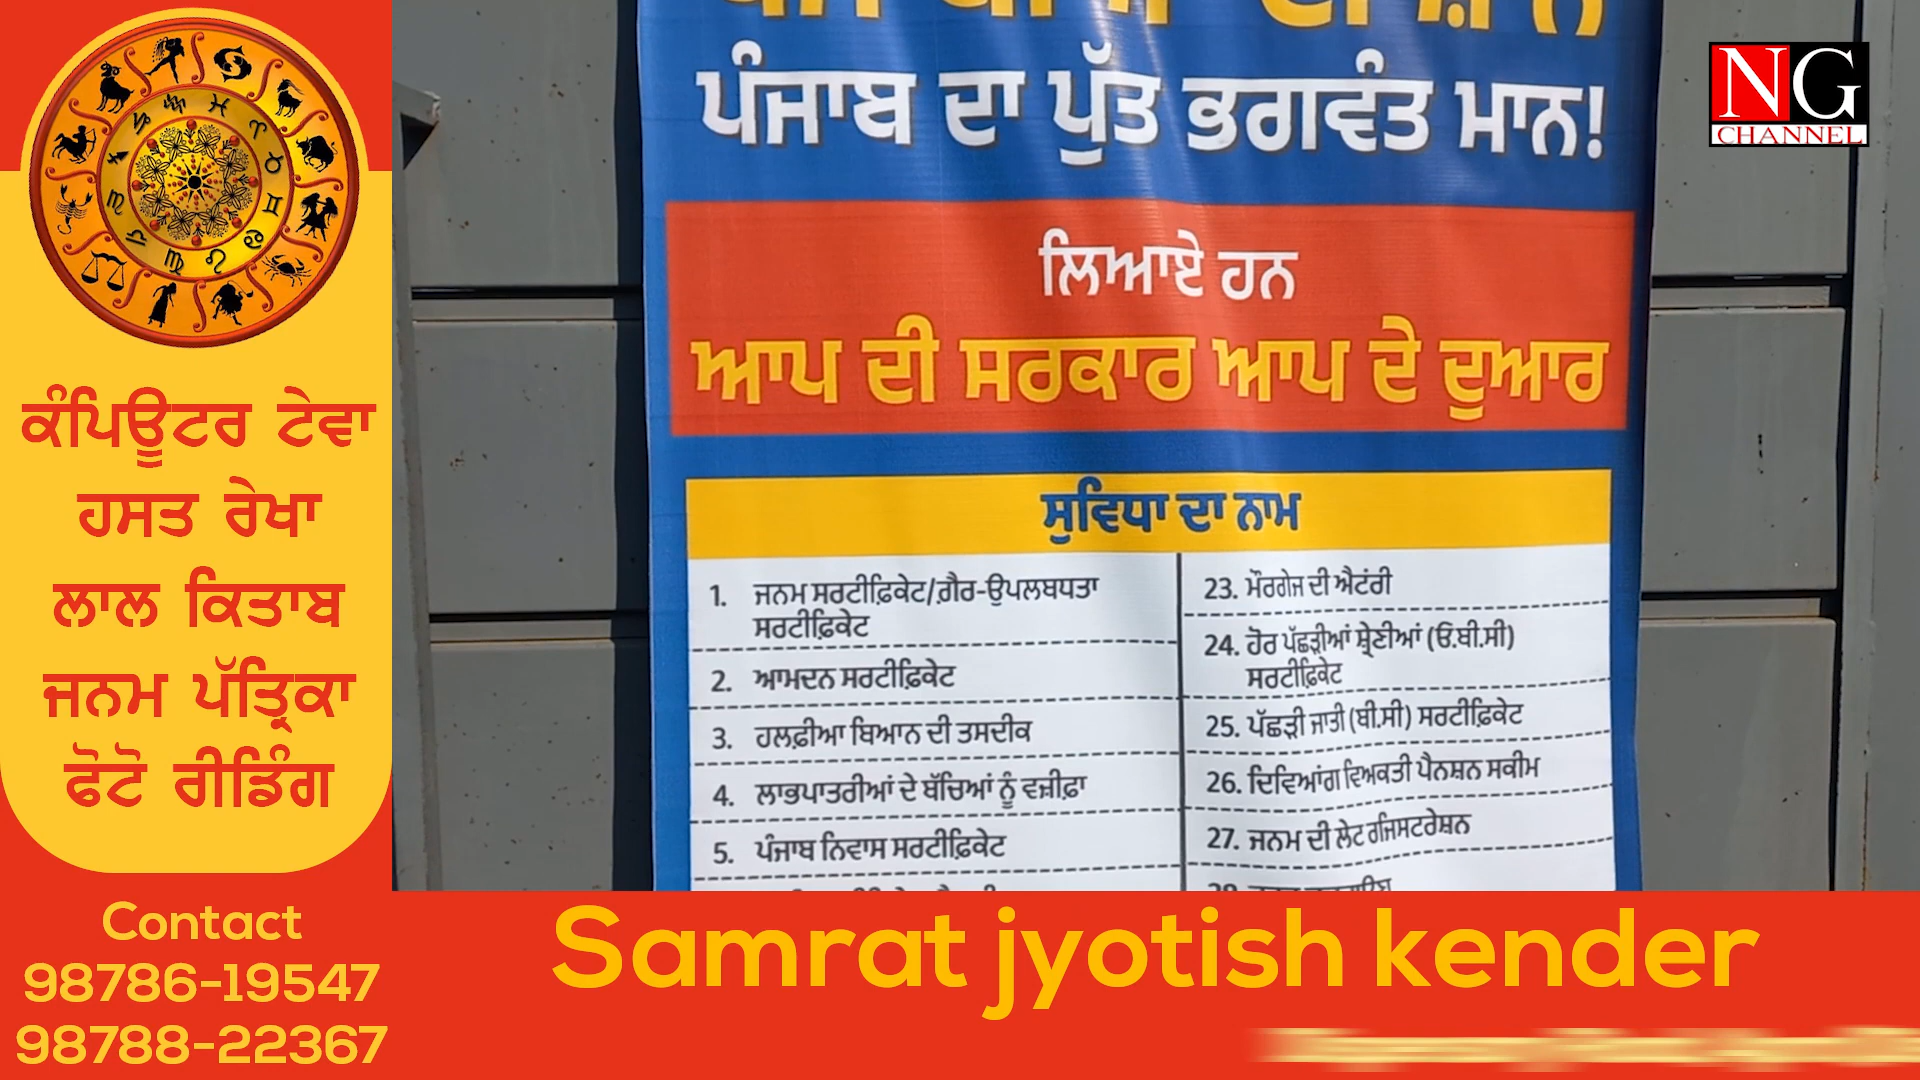 ਪੰਜਾਬ ਦਾ ਪੁੱਤ ਭਗਵੰਤ ਮਾਨ!
ਲਿਆਏ ਹਨ
ਆਪ ਦੀ ਸਰਕਾਰ ਆਪ ਦੇ ਦੁਆਰ
ਸੁਵਿਧਾ ਦਾ ਨਾਮ
1. ਜਨਮ ਸਰਟੀਫ਼ਿਕੇਟ/ਗ਼ੈਰ-ਉਪਲਬਧਤਾ
ਸਰਟੀਫ਼ਿਕੇਟ
2. ਆਮਦਨ ਸਰਟੀਫ਼ਿਕੇਟ
3. ਹਲਫ਼ੀਆ ਬਿਆਨ ਦੀ ਤਸਦੀਕ
4. ਲਾਭਪਾਤਰੀਆਂ ਦੇ ਬੱਚਿਆਂ ਨੂੰ ਵਜ਼ੀਫ਼ਾ
5. ਪੰਜਾਬ ਨਿਵਾਸ ਸਰਟੀਫ਼ਿਕੇਟ
23. ਮੌਰਗੇਜ ਦੀ ਐਟਂਰੀ
24. ਹੋਰ ਪੱਛੜੀਆਂ ਸ਼੍ਰੇਣੀਆਂ (ਓ.ਬੀ.ਸੀ)
ਸਰਟੀਫ਼ਿਕੇਟ
25. ਪੱਛੜੀ ਜਾਤੀ (ਬੀ.ਸੀ) ਸਰਟੀਫ਼ਿਕੇਟ
26. ਦਿਵਿਆਂਗ ਵਿਅਕਤੀ ਪੈਨਸ਼ਨ ਸਕੀਮ
27. ਜਨਮ ਦੀ ਲੇਟ ਰਜਿਸਟਰੇਸ਼ਨ
NG
CHANNEL
ਕੰਪਿਊਟਰ ਟੇਵਾ
ਹਸਤ ਰੇਖਾ
ਲਾਲ ਕਿਤਾਬ
ਜਨਮ ਪੱਤ੍ਰਿਕਾ
ਫੋਟੋ ਰੀਡਿੰਗ
Contact
98786-19547
98788-22367
Samrat jyotish kender